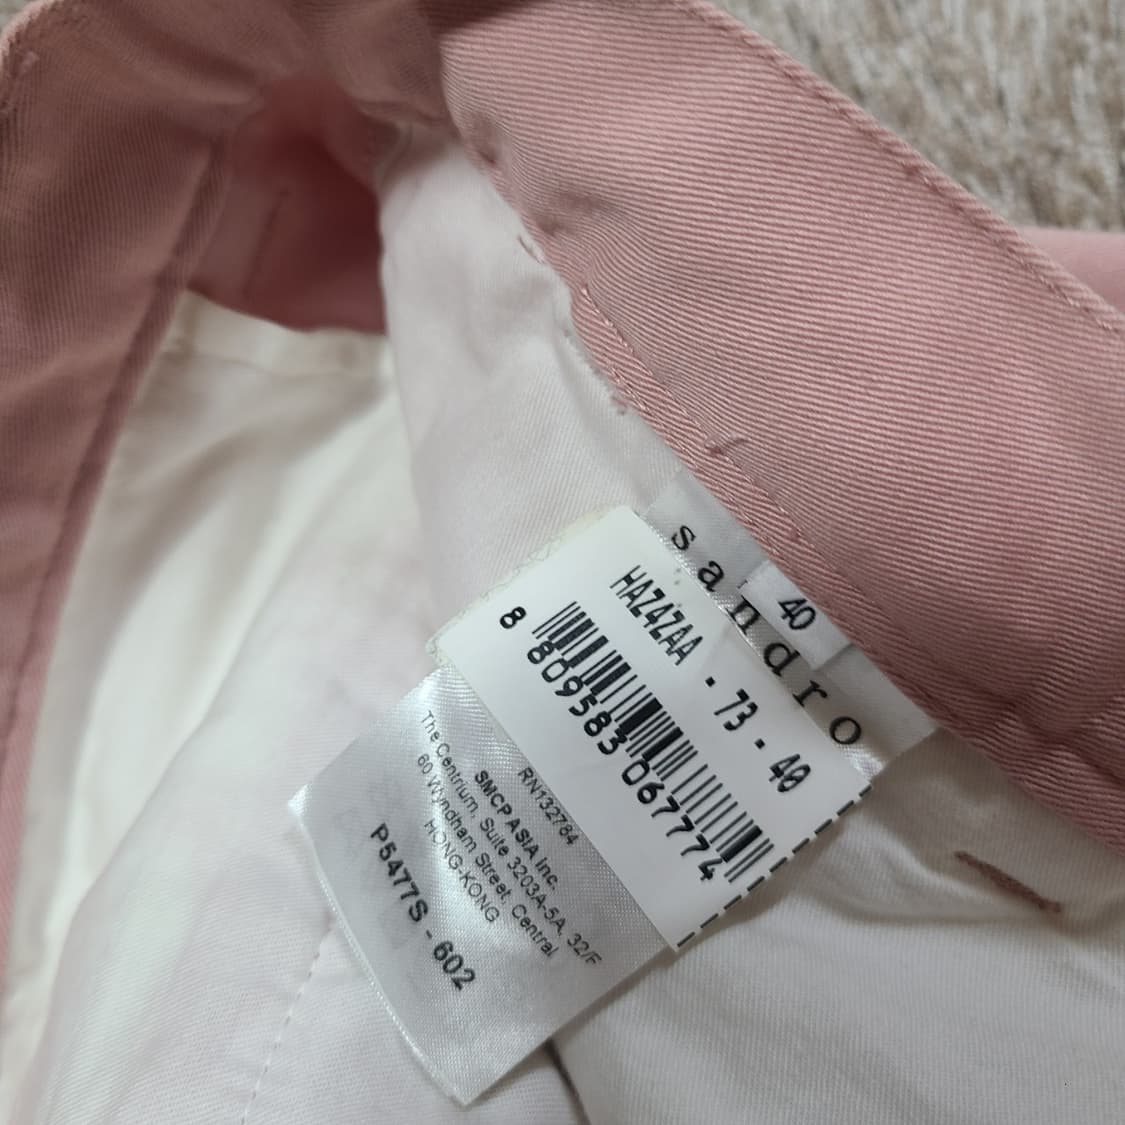 sandro
40
HAZ4ZAA - 73 - 40
8 809583 067774
RN132784
SMCP ASIA Inc.
The Centrium, Suite 3203A-5A, 32/F
60 Wyndham Street, Central
HONG-KONG
P5477S - 602